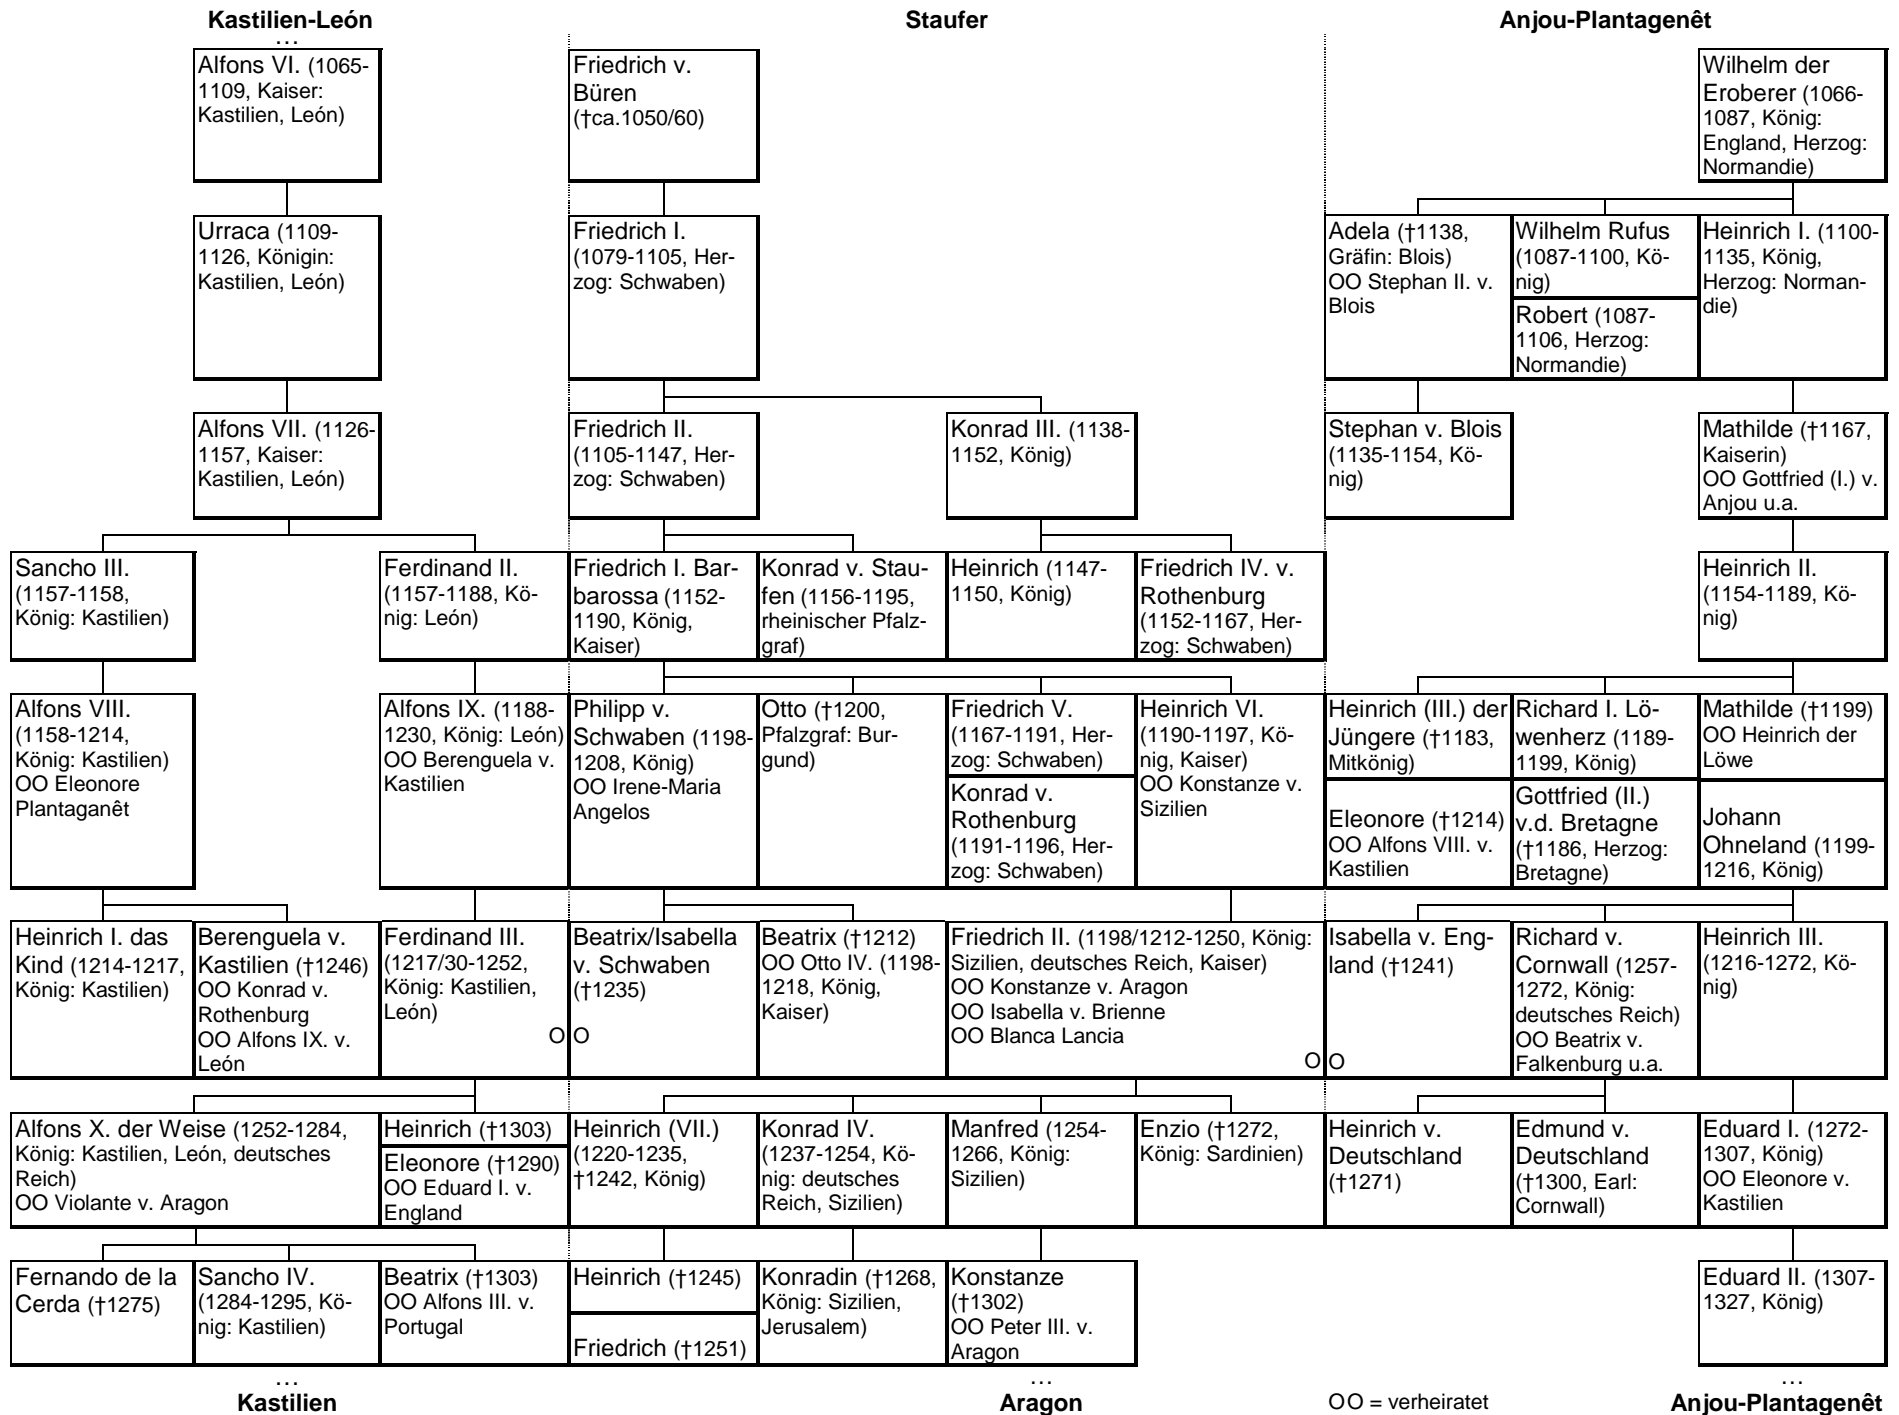 Kastilien-León
Staufer
Anjou-Plantagenêt
…
Alfons VI. (1065-
1109, Kaiser:
Kastilien, León)
Friedrich v.
Büren
(†ca.1050/60)
Wilhelm der
Eroberer (1066-
1087, König:
England, Herzog:
Normandie)
Urraca (1109-
1126, Königin:
Kastilien, León)
Friedrich I.
(1079-1105, Her-
zog: Schwaben)
Adela (†1138,
Gräfin: Blois)
OO Stephan II. v.
Blois
Wilhelm Rufus
(1087-1100, Kö-
nig)
Robert (1087-
1106, Herzog:
Normandie)
Heinrich I. (1100-
1135, König,
Herzog: Norman-
die)
Alfons VII. (1126-
1157, Kaiser:
Kastilien, León)
Friedrich II.
(1105-1147, Her-
zog: Schwaben)
Konrad III. (1138-
1152, König)
Stephan v. Blois
(1135-1154, Kö-
nig)
Mathilde (†1167,
Kaiserin)
OO Gottfried (I.) v.
Anjou u.a.
Sancho III.
(1157-1158,
König: Kastilien)
Ferdinand II.
(1157-1188, Kö-
nig: León)
Friedrich I. Bar-
barossa (1152-
1190, König,
Kaiser)
Konrad v. Stau-
fen (1156-1195,
rheinischer Pfalz-
graf)
Heinrich (1147-
1150, König)
Friedrich IV. v.
Rothenburg
(1152-1167, Her-
zog: Schwaben)
Heinrich II.
(1154-1189, Kö-
nig)
Alfons VIII.
(1158-1214,
König: Kastilien)
OO Eleonore
Plantaganêt
Alfons IX. (1188-
1230, König: León)
OO Berenguela v.
Kastilien
Philipp v.
Schwaben (1198-
1208, König)
OO Irene-Maria
Angelos
Otto (†1200,
Pfalzgraf: Bur-
gund)
Friedrich V.
(1167-1191, Her-
zog: Schwaben)
Konrad v.
Rothenburg
(1191-1196, Her-
zog: Schwaben)
Heinrich VI.
(1190-1197, Kö-
nig, Kaiser)
OO Konstanze v.
Sizilien
Heinrich (III.) der
Jüngere (†1183,
Mitkönig)
Eleonore (†1214)
OO Alfons VIII. v.
Kastilien
Richard I. Lö-
wenherz (1189-
1199, König)
Gottfried (II.)
v.d. Bretagne
(†1186, Herzog:
Bretagne)
Mathilde (†1199)
OO Heinrich der
Löwe
Johann
Ohneland (1199-
1216, König)
Heinrich I. das
Kind (1214-1217,
König: Kastilien)
Berenguela v.
Kastilien (†1246)
OO Konrad v.
Rothenburg
OO Alfons IX. v.
León
Ferdinand III.
(1217/30-1252,
König: Kastilien,
León)
O
Beatrix/Isabella
v. Schwaben
(†1235)
O
Beatrix (†1212)
OO Otto IV. (1198-
1218, König,
Kaiser)
Friedrich II. (1198/1212-1250, König:
Sizilien, deutsches Reich, Kaiser)
OO Konstanze v. Aragon
OO Isabella v. Brienne
OO Blanca Lancia
O
Isabella v. Eng-
land (†1241)
O
Richard v.
Cornwall (1257-
1272, König:
deutsches Reich)
OO Beatrix v.
Falkenburg u.a.
Heinrich III.
(1216-1272, Kö-
nig)
Alfons X. der Weise (1252-1284,
König: Kastilien, León, deutsches
Reich)
OO Violante v. Aragon
Heinrich (†1303)
Eleonore (†1290)
OO Eduard I. v.
England
Heinrich (VII.)
(1220-1235,
†1242, König)
Konrad IV.
(1237-1254, Kö-
nig: deutsches
Reich, Sizilien)
Manfred (1254-
1266, König:
Sizilien)
Enzio (†1272,
König: Sardinien)
Heinrich v.
Deutschland
(†1271)
Edmund v.
Deutschland
(†1300, Earl:
Cornwall)
Eduard I. (1272-
1307, König)
OO Eleonore v.
Kastilien
Fernando de la
Cerda (†1275)
Sancho IV.
(1284-1295, Kö-
nig: Kastilien)
Beatrix (†1303)
OO Alfons III. v.
Portugal
Heinrich (†1245)
Friedrich (†1251)
Konradin (†1268,
König: Sizilien,
Jerusalem)
Konstanze
(†1302)
OO Peter III. v.
Aragon
Eduard II. (1307-
1327, König)
…
…
…
Kastilien
Aragon
OO = verheiratet
Anjou-Plantagenêt